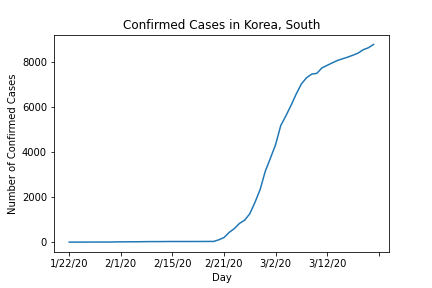 Confirmed Cases in Korea, South
Number of Confirmed Cases
8000
6000
4000
2000
0
1/22/20 2/1/20 2/15/20 2/21/20 3/2/20 3/12/20
Day